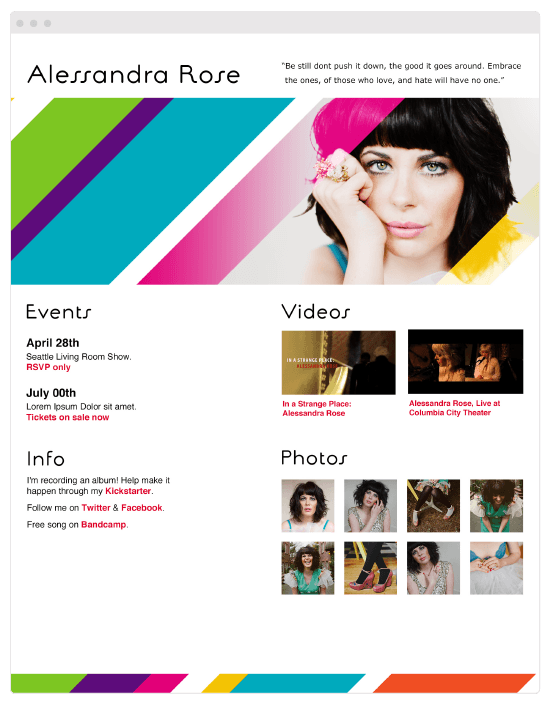 Alessandra Rose
“Be still dont push it down, the good it goes around. Embrace
the ones, of those who love, and hate will have no one.”
Events
April 28th
Seattle Living Room Show.
RSVP only
July 00th
Lorem Ipsum Dolor sit amet.
Tickets on sale now
Videos
IN A STRANGE PLACE:
ALESSANDRA ROSE
In a Strange Place:
Alessandra Rose
Alessandra Rose, Live at
Columbia City Theater
Info
I'm recording an album! Help make it
happen through my Kickstarter.
Follow me on Twitter & Facebook.
Free song on Bandcamp.
Photos